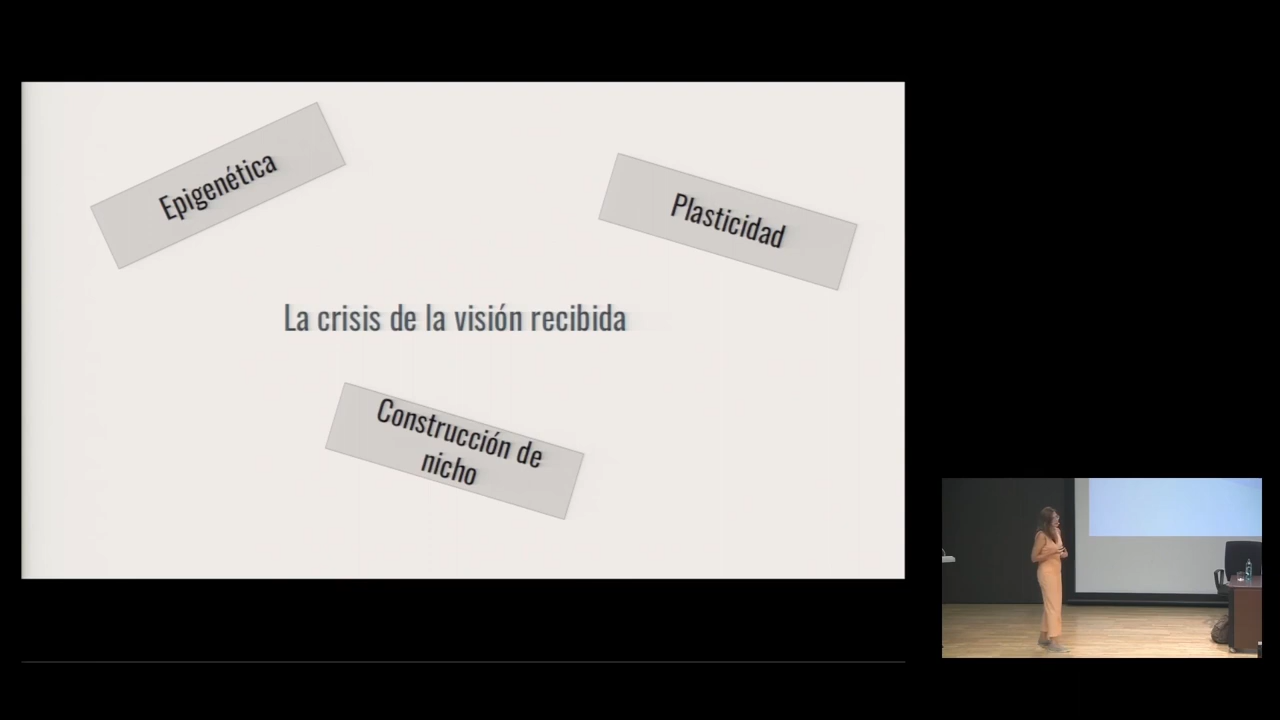 Epigenética
Plasticidad
La crisis de la visión recibida
Construcción de
nicho